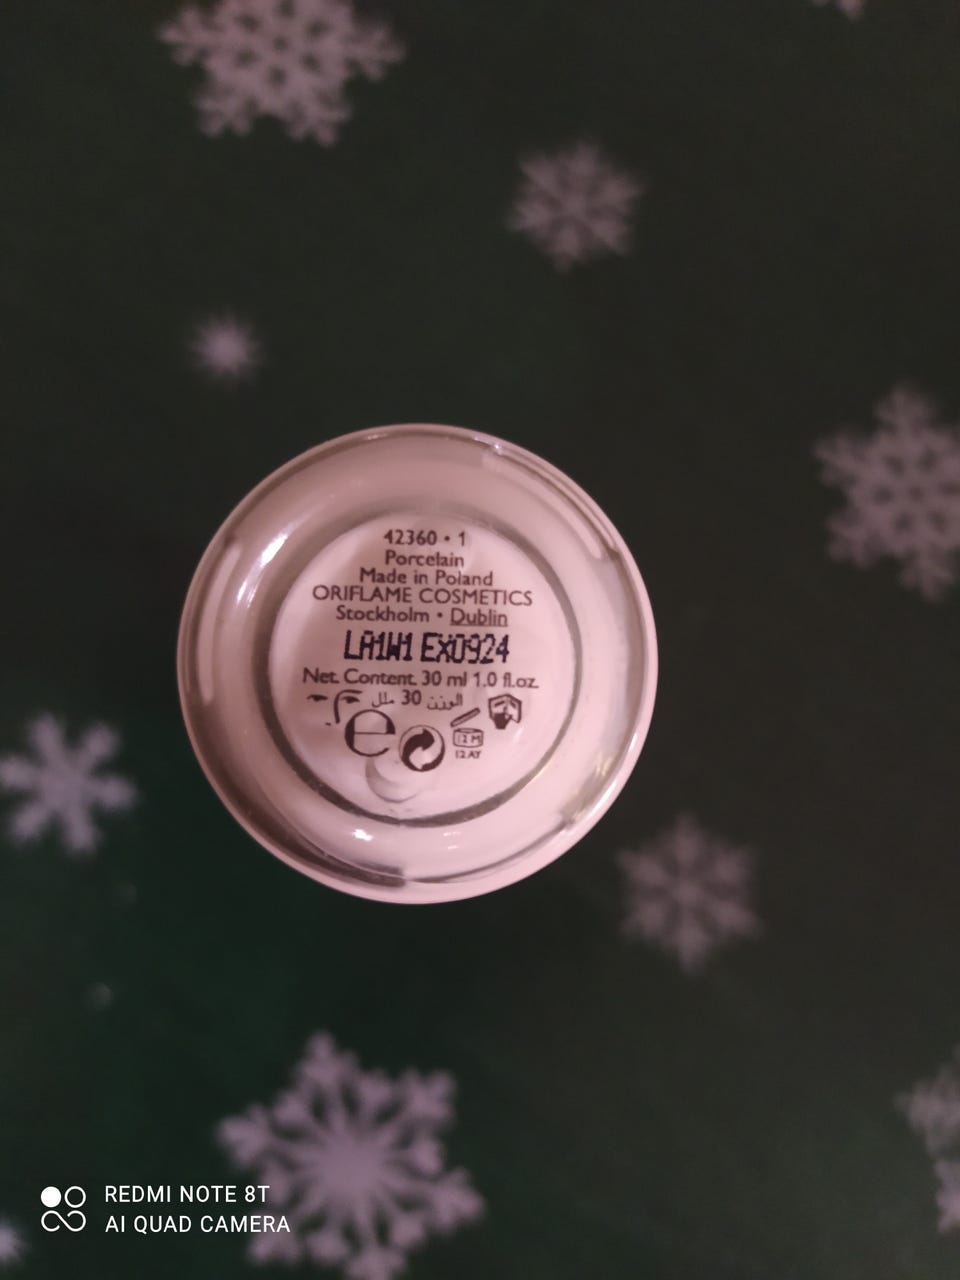 42360 • 1
Porcelain
Made in Poland
ORIFLAME COSMETICS
Stockholm • Dublin
LA1W1 EX0924
Net. Content. 30 ml 1.0 fl.oz.
الوزن 30 ملل
e
12 M
12 AY
REDMI NOTE 8T
AI QUAD CAMERA